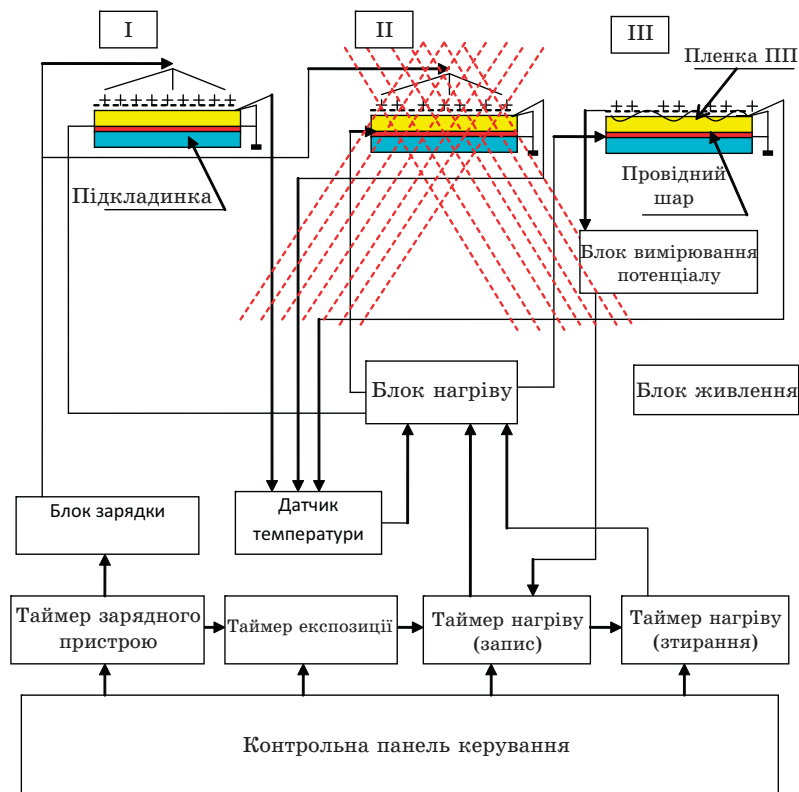 I
II
III
Пленка ПП
+ + + + + + + + + +
+ + + + + + + +
+ + + + + +
Підкладинка
Провідний
шар
Блок вимірювання
потенціалу
Блок нагріву
Блок живлення
Блок зарядки
Датчик
температури
Таймер зарядного
пристрою
Таймер експозиції
Таймер нагріву
(запис)
Таймер нагріву
(зтирання)
Контрольна панель керування